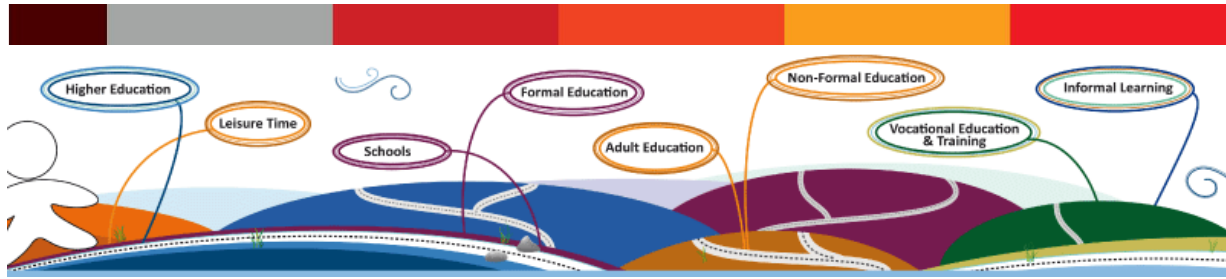 Higher Education
Leisure Time
Schools
Formal Education
Adult Education
Non-Formal Education
Vocational Education
& Training
Informal Learning